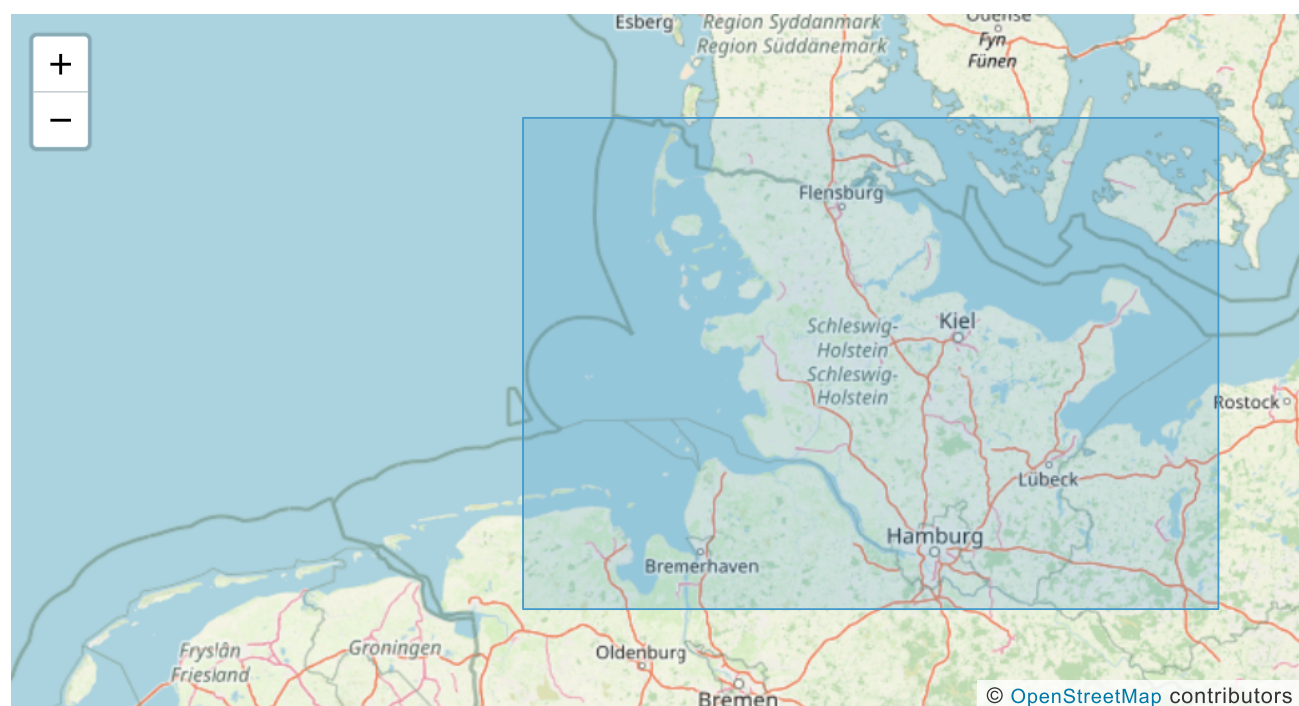 +
−
Esberg
Region Syddanmark
Region Süddänemark
Odense
Fyn
Fünen
Flensburg
Kiel
Schleswig-
Holstein
Schleswig-
Holstein
Rostock
Lübeck
Hamburg
Bremerhaven
Fryslân
Friesland
Groningen
Oldenburg
Bremen
© OpenStreetMap contributors